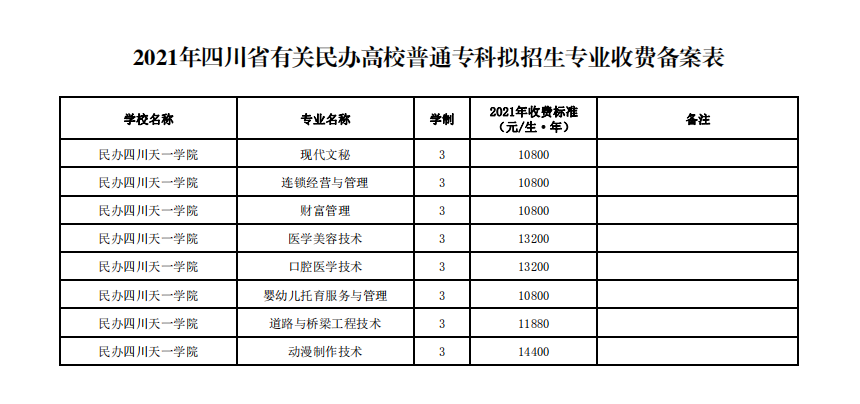 2021年四川省有关民办高校普通专科拟招生专业收费备案表
学校名称 专业名称 学制 2021年收费标准（元/生·年） 备注
民办四川天一学院 现代文秘 3 10800
民办四川天一学院 连锁经营与管理 3 10800
民办四川天一学院 财富管理 3 10800
民办四川天一学院 医学美容技术 3 13200
民办四川天一学院 口腔医学技术 3 13200
民办四川天一学院 婴幼儿托育服务与管理 3 10800
民办四川天一学院 道路与桥梁工程技术 3 11880
民办四川天一学院 动漫制作技术 3 14400